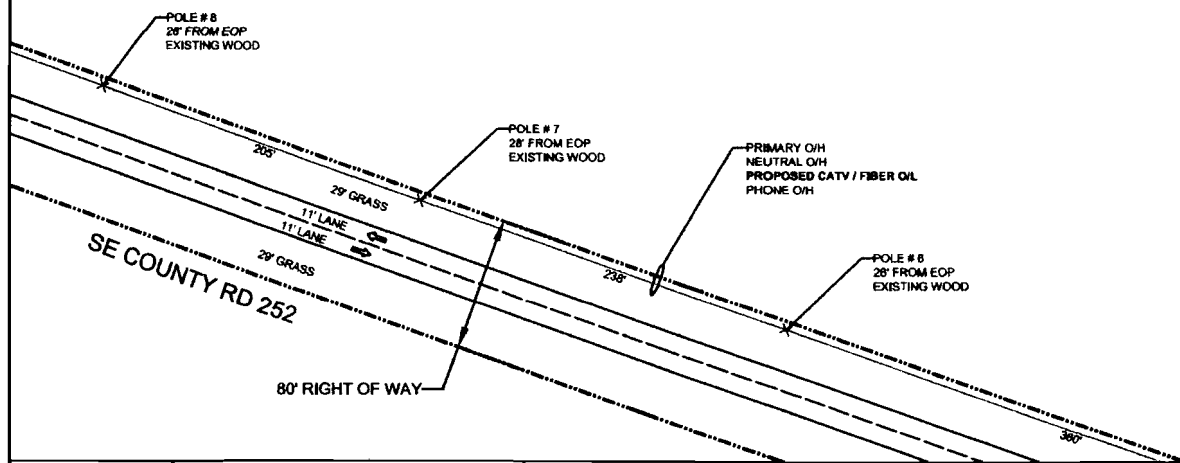 POLE # 8
26' FROM EOP
EXISTING WOOD
POLE # 7
28' FROM EOP
EXISTING WOOD
PRIMARY O/H
NEUTRAL O/H
PROPOSED CATV / FIBER O/L
PHONE O/H
205'
29' GRASS
11' LANE
11' LANE
29' GRASS
SE COUNTY RD 252
238'
POLE # 6
26' FROM EOP
EXISTING WOOD
80' RIGHT OF WAY
380'